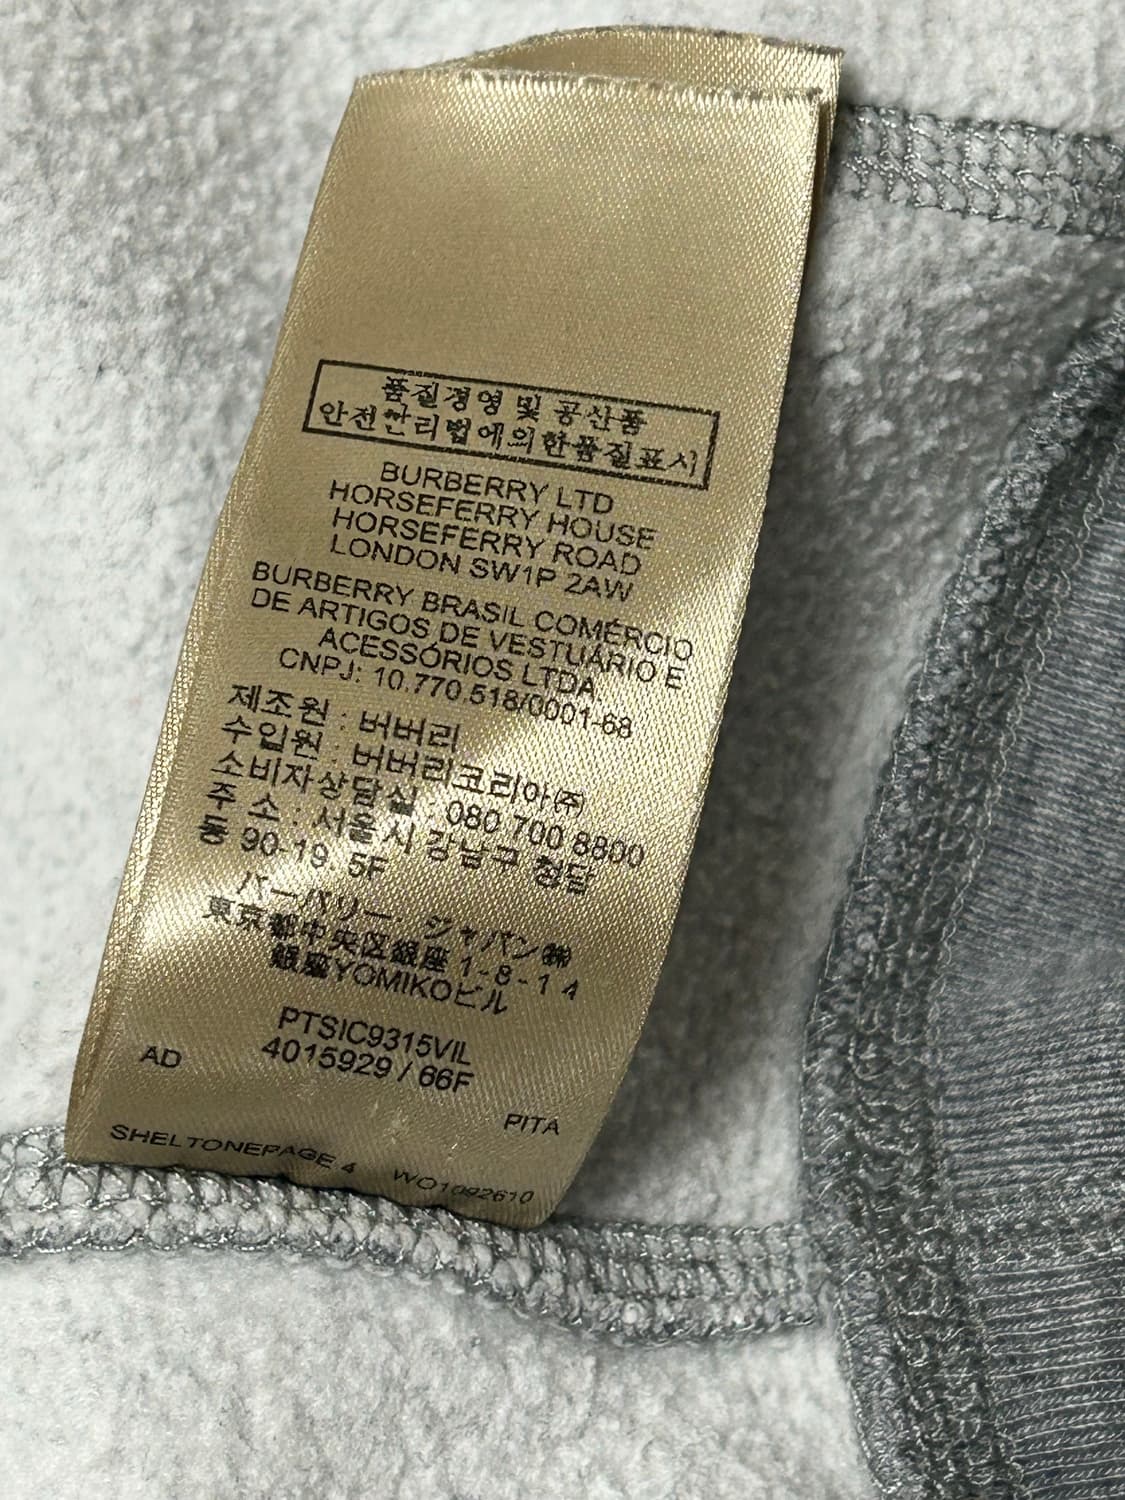 품질경영 및 공산품
안전관리법에의한품질표시
BURBERRY LTD
HORSEFERRY HOUSE
HORSEFERRY ROAD
LONDON SW1P 2AW
BURBERRY BRASIL COMÉRCIO
DE ARTIGOS DE VESTUÁRIO E
ACESSÓRIOS LTDA
CNPJ: 10.770.518/0001-68
제조원 : 버버리
수입원 : 버버리코리아(주)
소비자상담실 : 080 700 8800
주 소 : 서울시 강남구 청담
동 90-19. 5F
バーバリー・ジャパン㈱
東京都中央区銀座 1-8-14
銀座YOMIKOビル
PTSIC9315VIL
AD 4015929 / 66F
PITA
SHELTONEPAGE 4 WO1092610